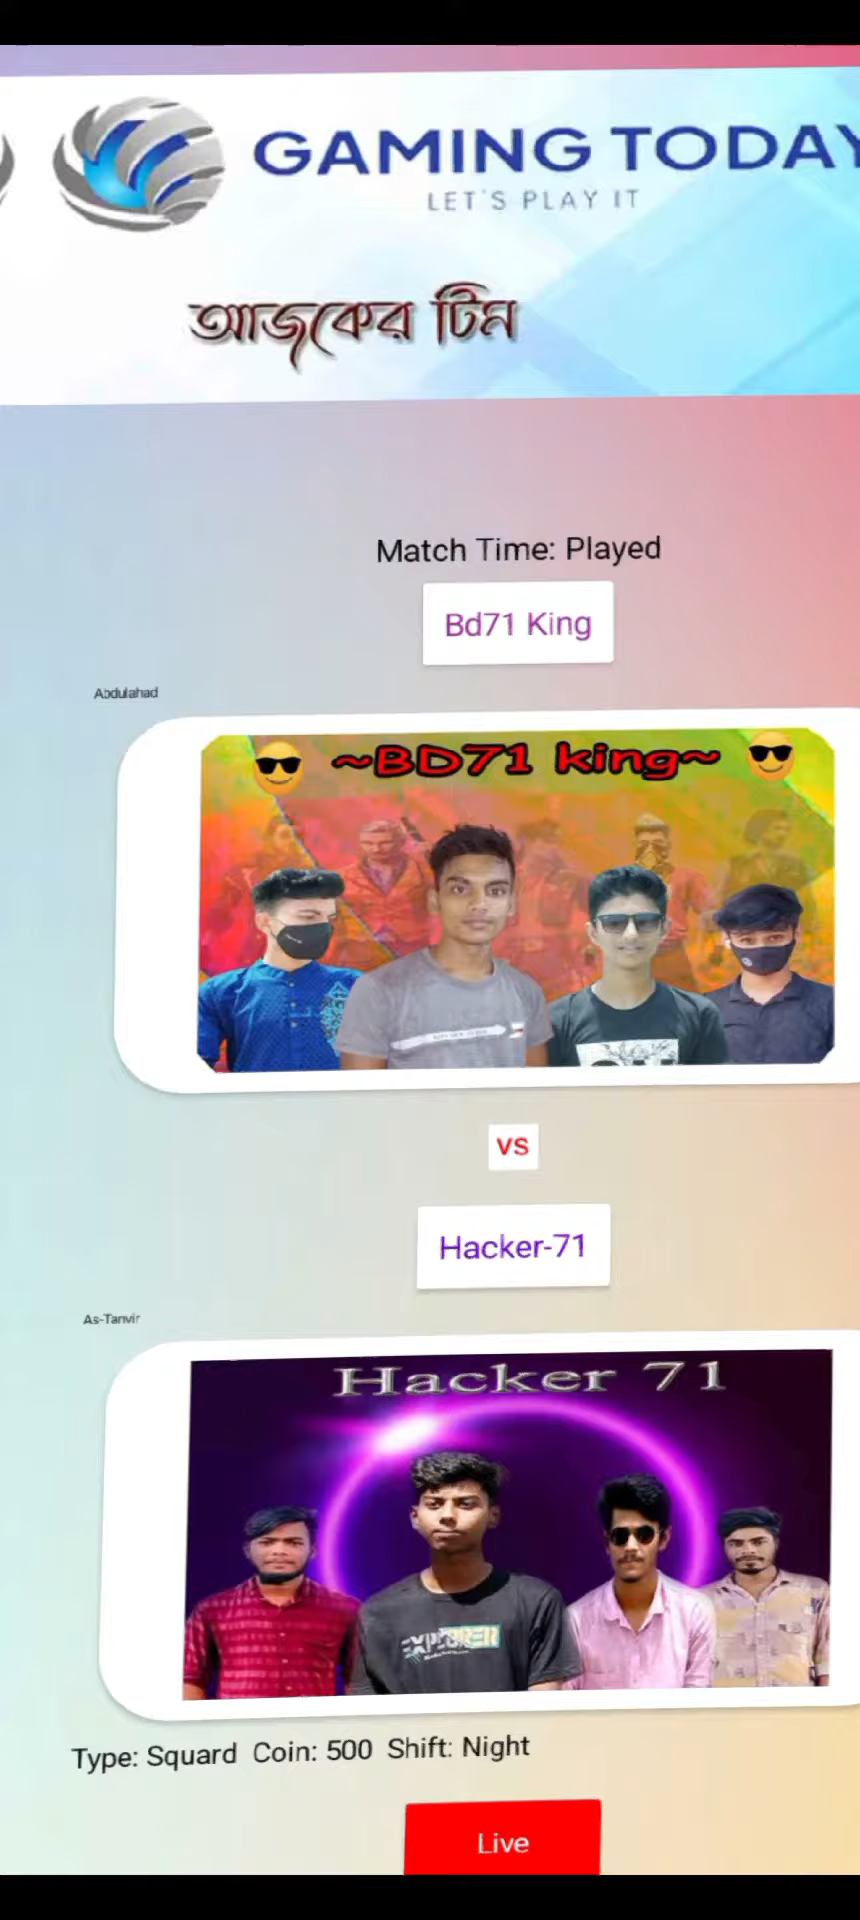 GAMING TODAY
LET'S PLAY IT
আজকের টিম
Match Time: Played
Bd71 King
Abdulahad
~BD71 king~
VS
Hacker-71
As-Tanvir
Hacker 71
EXPLORER
Type: Squard Coin: 500 Shift: Night
Live